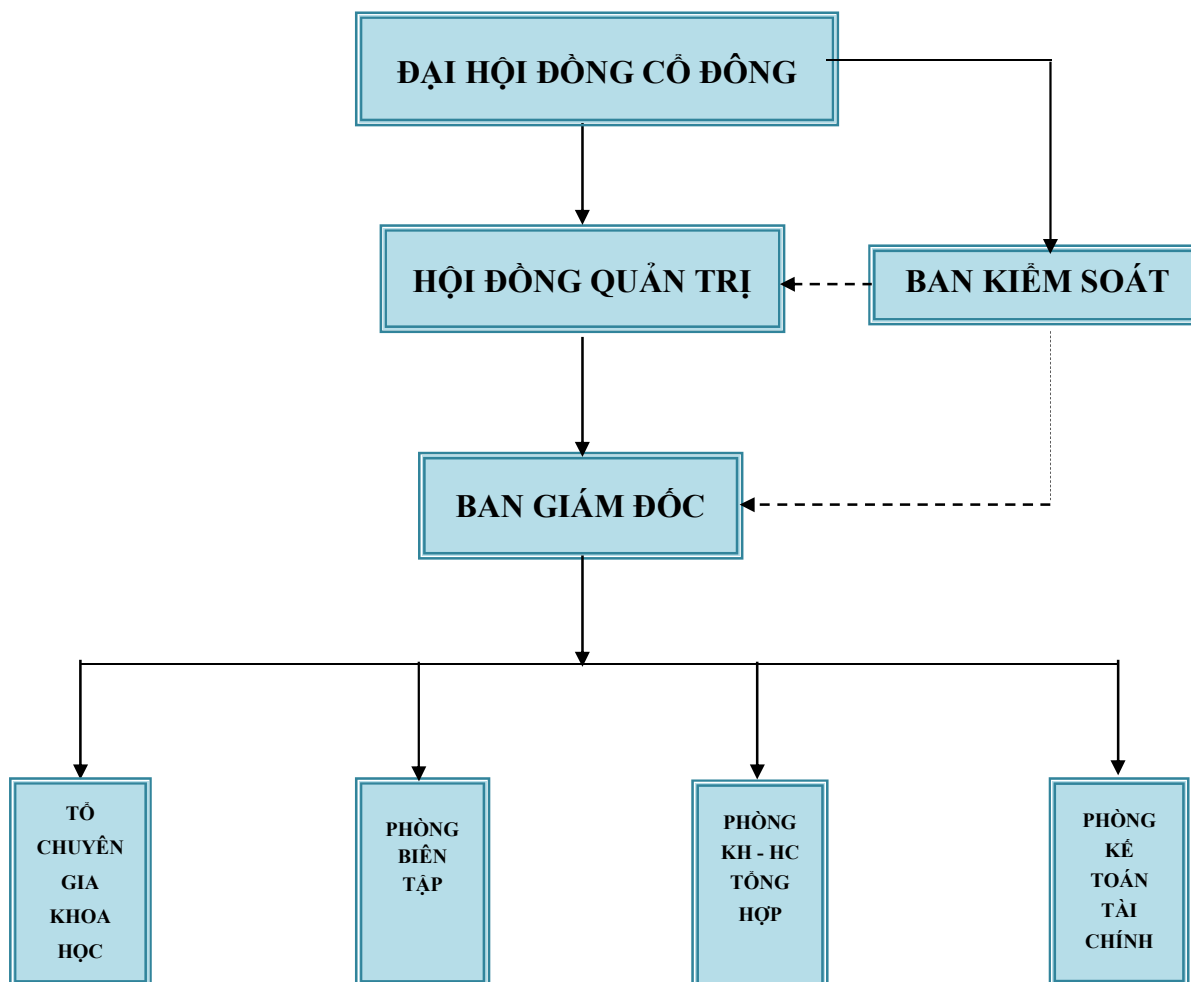 ĐẠI HỘI ĐỒNG CỔ ĐÔNG
HỘI ĐỒNG QUẢN TRỊ
BAN KIỂM SOÁT
BAN GIÁM ĐỐC
TỔ
CHUYÊN
GIA
KHOA
HỌC
PHÒNG
BIÊN
TẬP
PHÒNG
KH - HC
TỔNG
HỢP
PHÒNG
KẾ
TOÁN
TÀI
CHÍNH